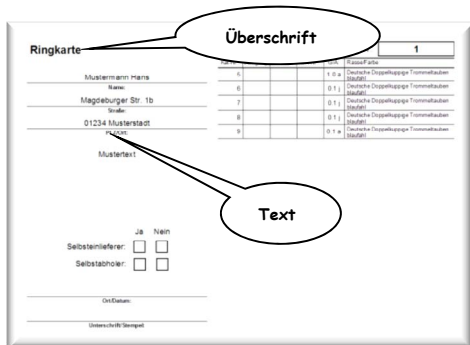 Überschrift
Ringkarte
1
Rasse/Farbe
Mustermann Hans
Name:
Magdeburger Str. 1b
Straße:
01234 Musterstadt
Mustertext
5 1.0 a Deutsche Doppelkuppige Trommeltauben blaufahl
6 0.1 j Deutsche Doppelkuppige Trommeltauben blaufahl
7 0.1 j Deutsche Doppelkuppige Trommeltauben blaufahl
8 0.1 j Deutsche Doppelkuppige Trommeltauben blaufahl
9 0.1 a Deutsche Doppelkuppige Trommeltauben blaufahl
Text
Ja Nein
Selbsteinlieferer:
Selbstabholer:
Ort/Datum:
Unterschrift/Stempel: